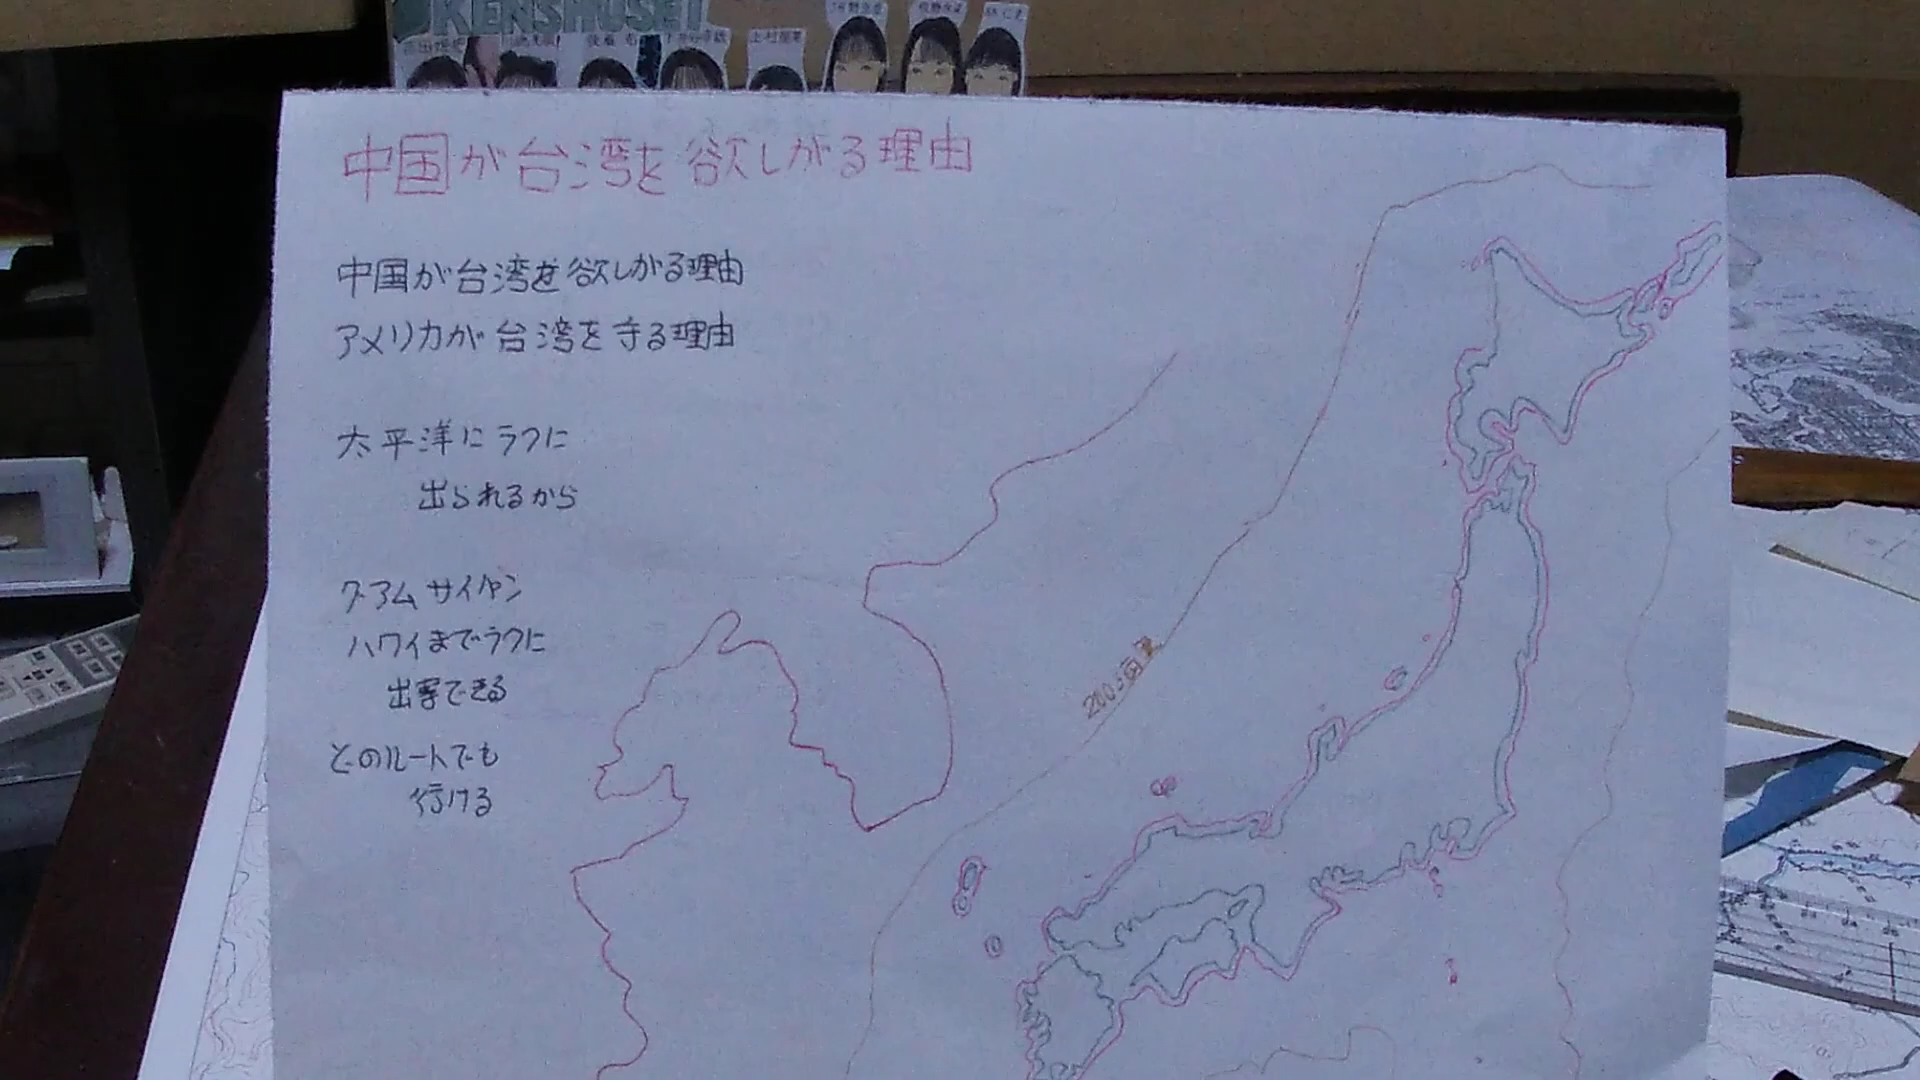 KENSHUSEI
中国が台湾を欲しがる理由
中国が台湾を欲しがる理由
アメリカが台湾を守る理由
太平洋にラクに
出られるから
グアム サイパン
ハワイまでラクに
出撃できる
どのルートでも
行ける
200海里